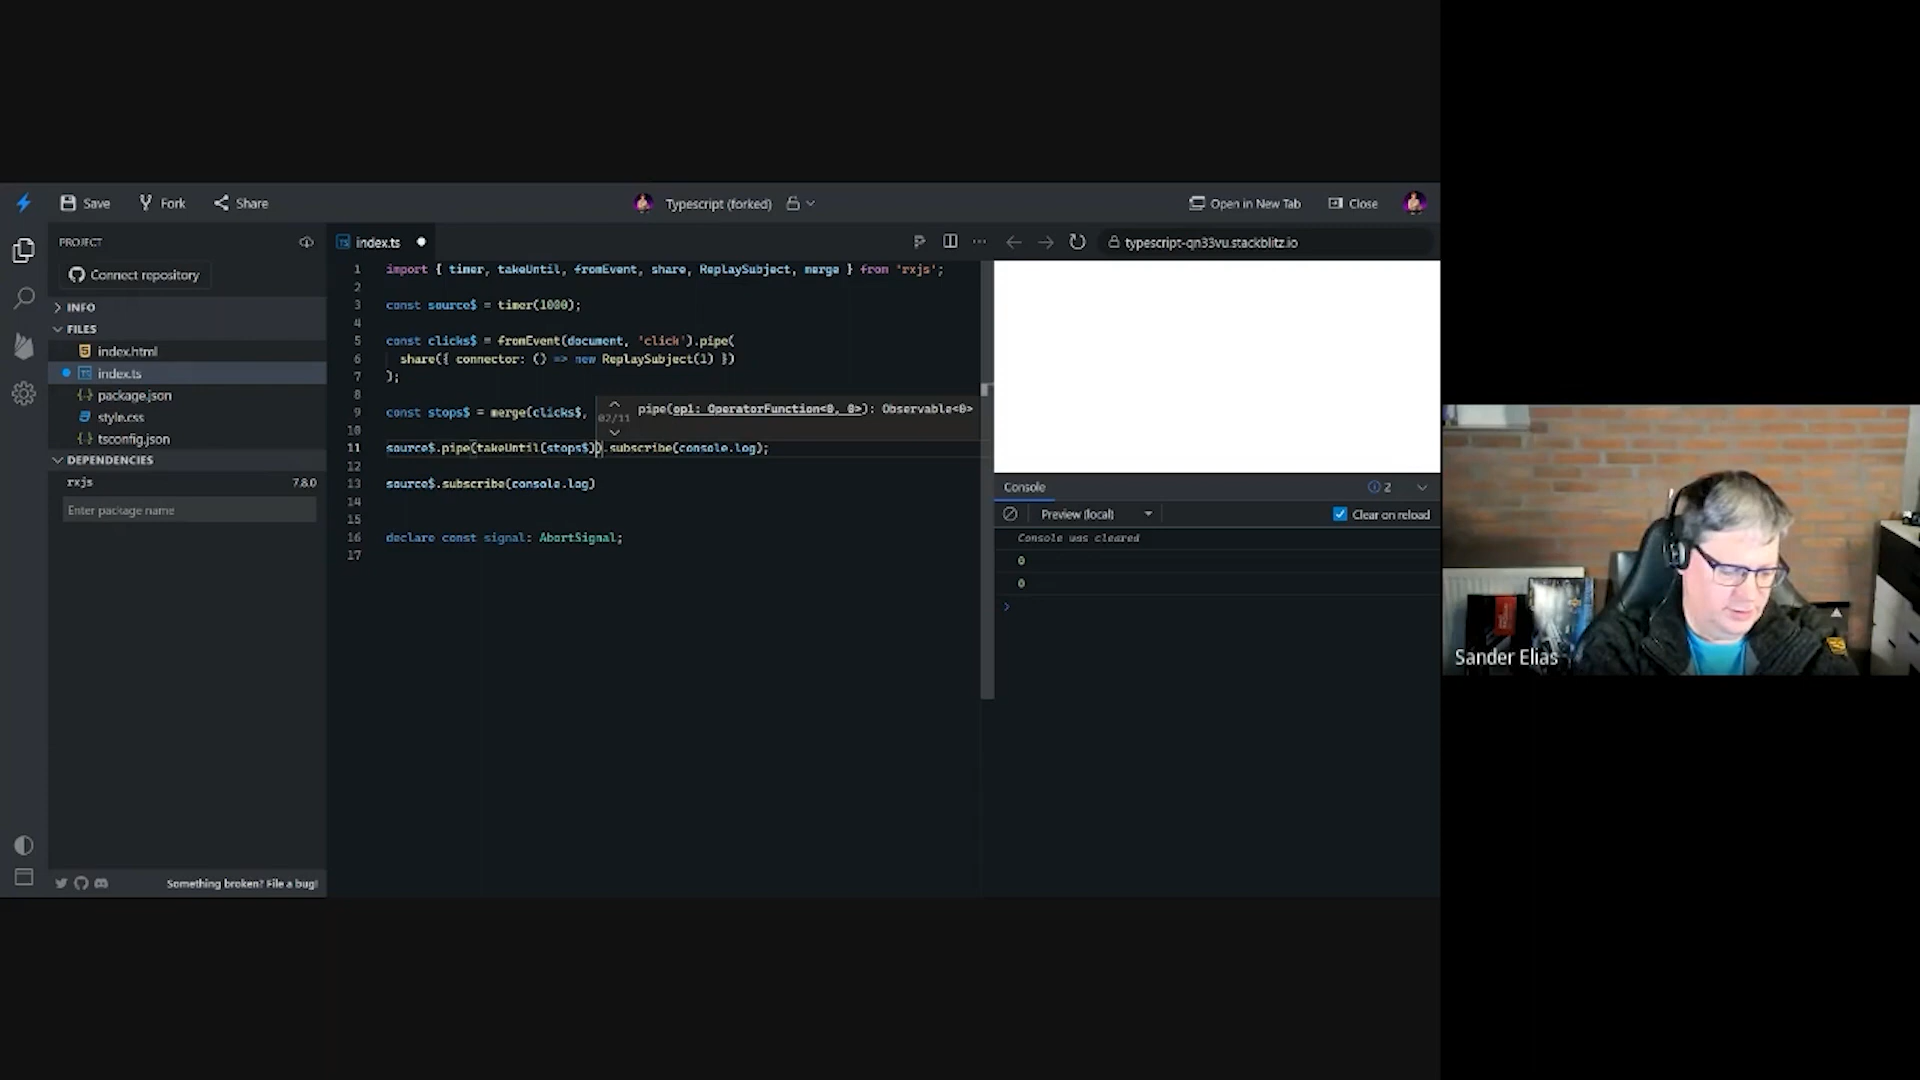 Save Fork Share Typescript (forked) Open in New Tab Close
PROJECT
Connect repository
INFO
FILES
index.html
index.ts
package.json
style.css
tsconfig.json
DEPENDENCIES
rxjs 7.8.0
Enter package name
Something broken? File a bug!
index.ts
1 import { timer, takeUntil, fromEvent, share, ReplaySubject, merge } from 'rxjs';
2
3 const source$ = timer(1000);
4
5 const clicks$ = fromEvent(document, 'click').pipe(
6 share({ connector: () => new ReplaySubject(1) })
7 );
8
9 const stops$ = merge(clicks$,
02/11 pipe(op1: OperatorFunction<0, 0>): Observable<0>
10
11 source$.pipe(takeUntil(stops$)).subscribe(console.log);
12
13 source$.subscribe(console.log)
14
15
16 declare const signal: AbortSignal;
17
typescript-qn33vu.stackblitz.io
Console 2
Preview (local) Clear on reload
Console was cleared
0
0
Sander Elias